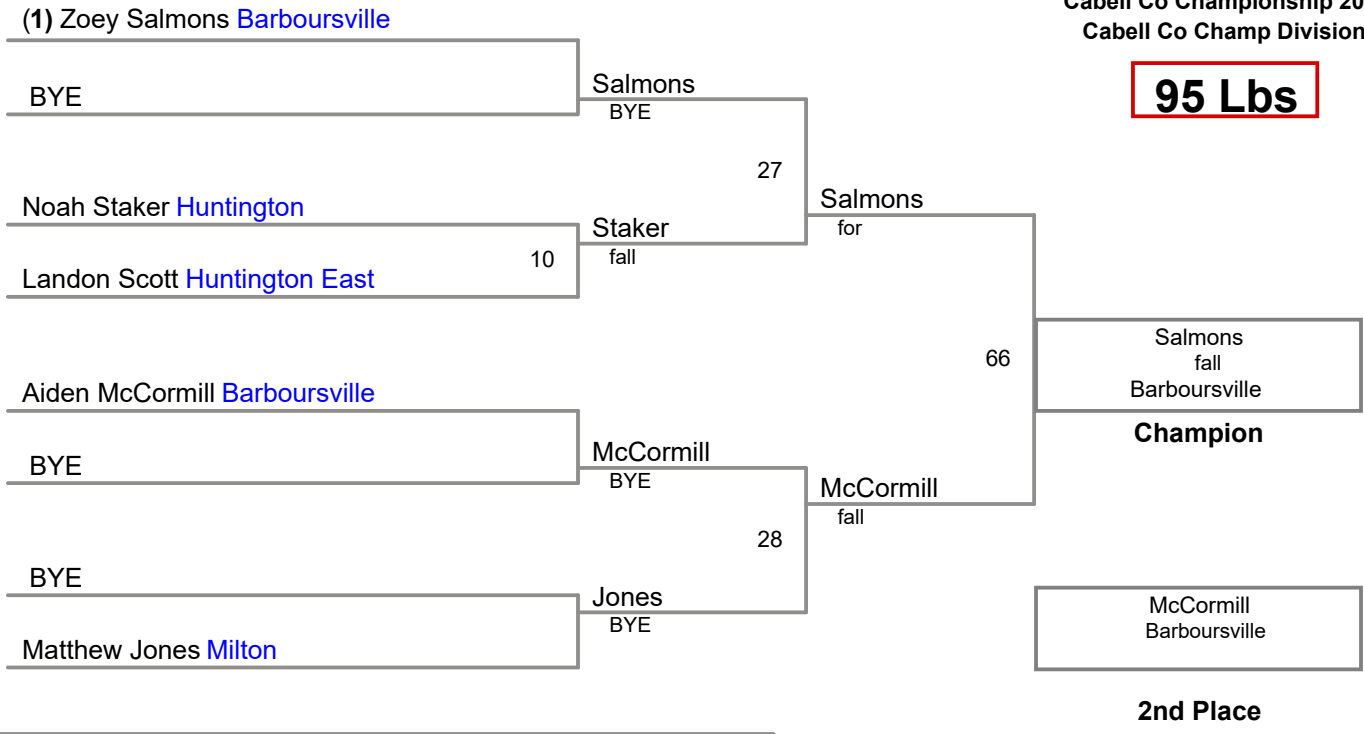 (1) Zoey Salmons Barboursville
Cabell Co Championship 20
Cabell Co Champ Division
95 Lbs
BYE
Salmons
BYE
27
Noah Staker Huntington
Staker
fall
10
Landon Scott Huntington East
Salmons
for
Aiden McCormill Barboursville
BYE
McCormill
BYE
28
BYE
Jones
BYE
Matthew Jones Milton
McCormill
fall
66
Salmons
fall
Barboursville
Champion
McCormill
Barboursville
2nd Place